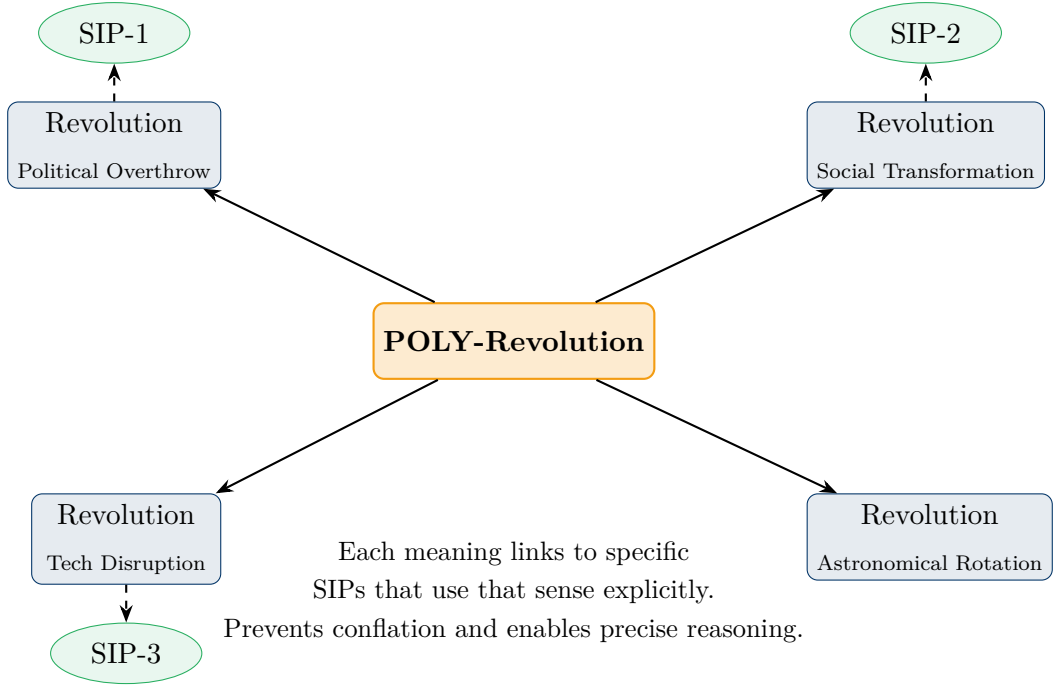 SIP-1
SIP-2
Revolution
Political Overthrow
Revolution
Social Transformation
POLY-Revolution
Revolution
Tech Disruption
Revolution
Astronomical Rotation
Each meaning links to specific
SIPs that use that sense explicitly.
Prevents conflation and enables precise reasoning.
SIP-3